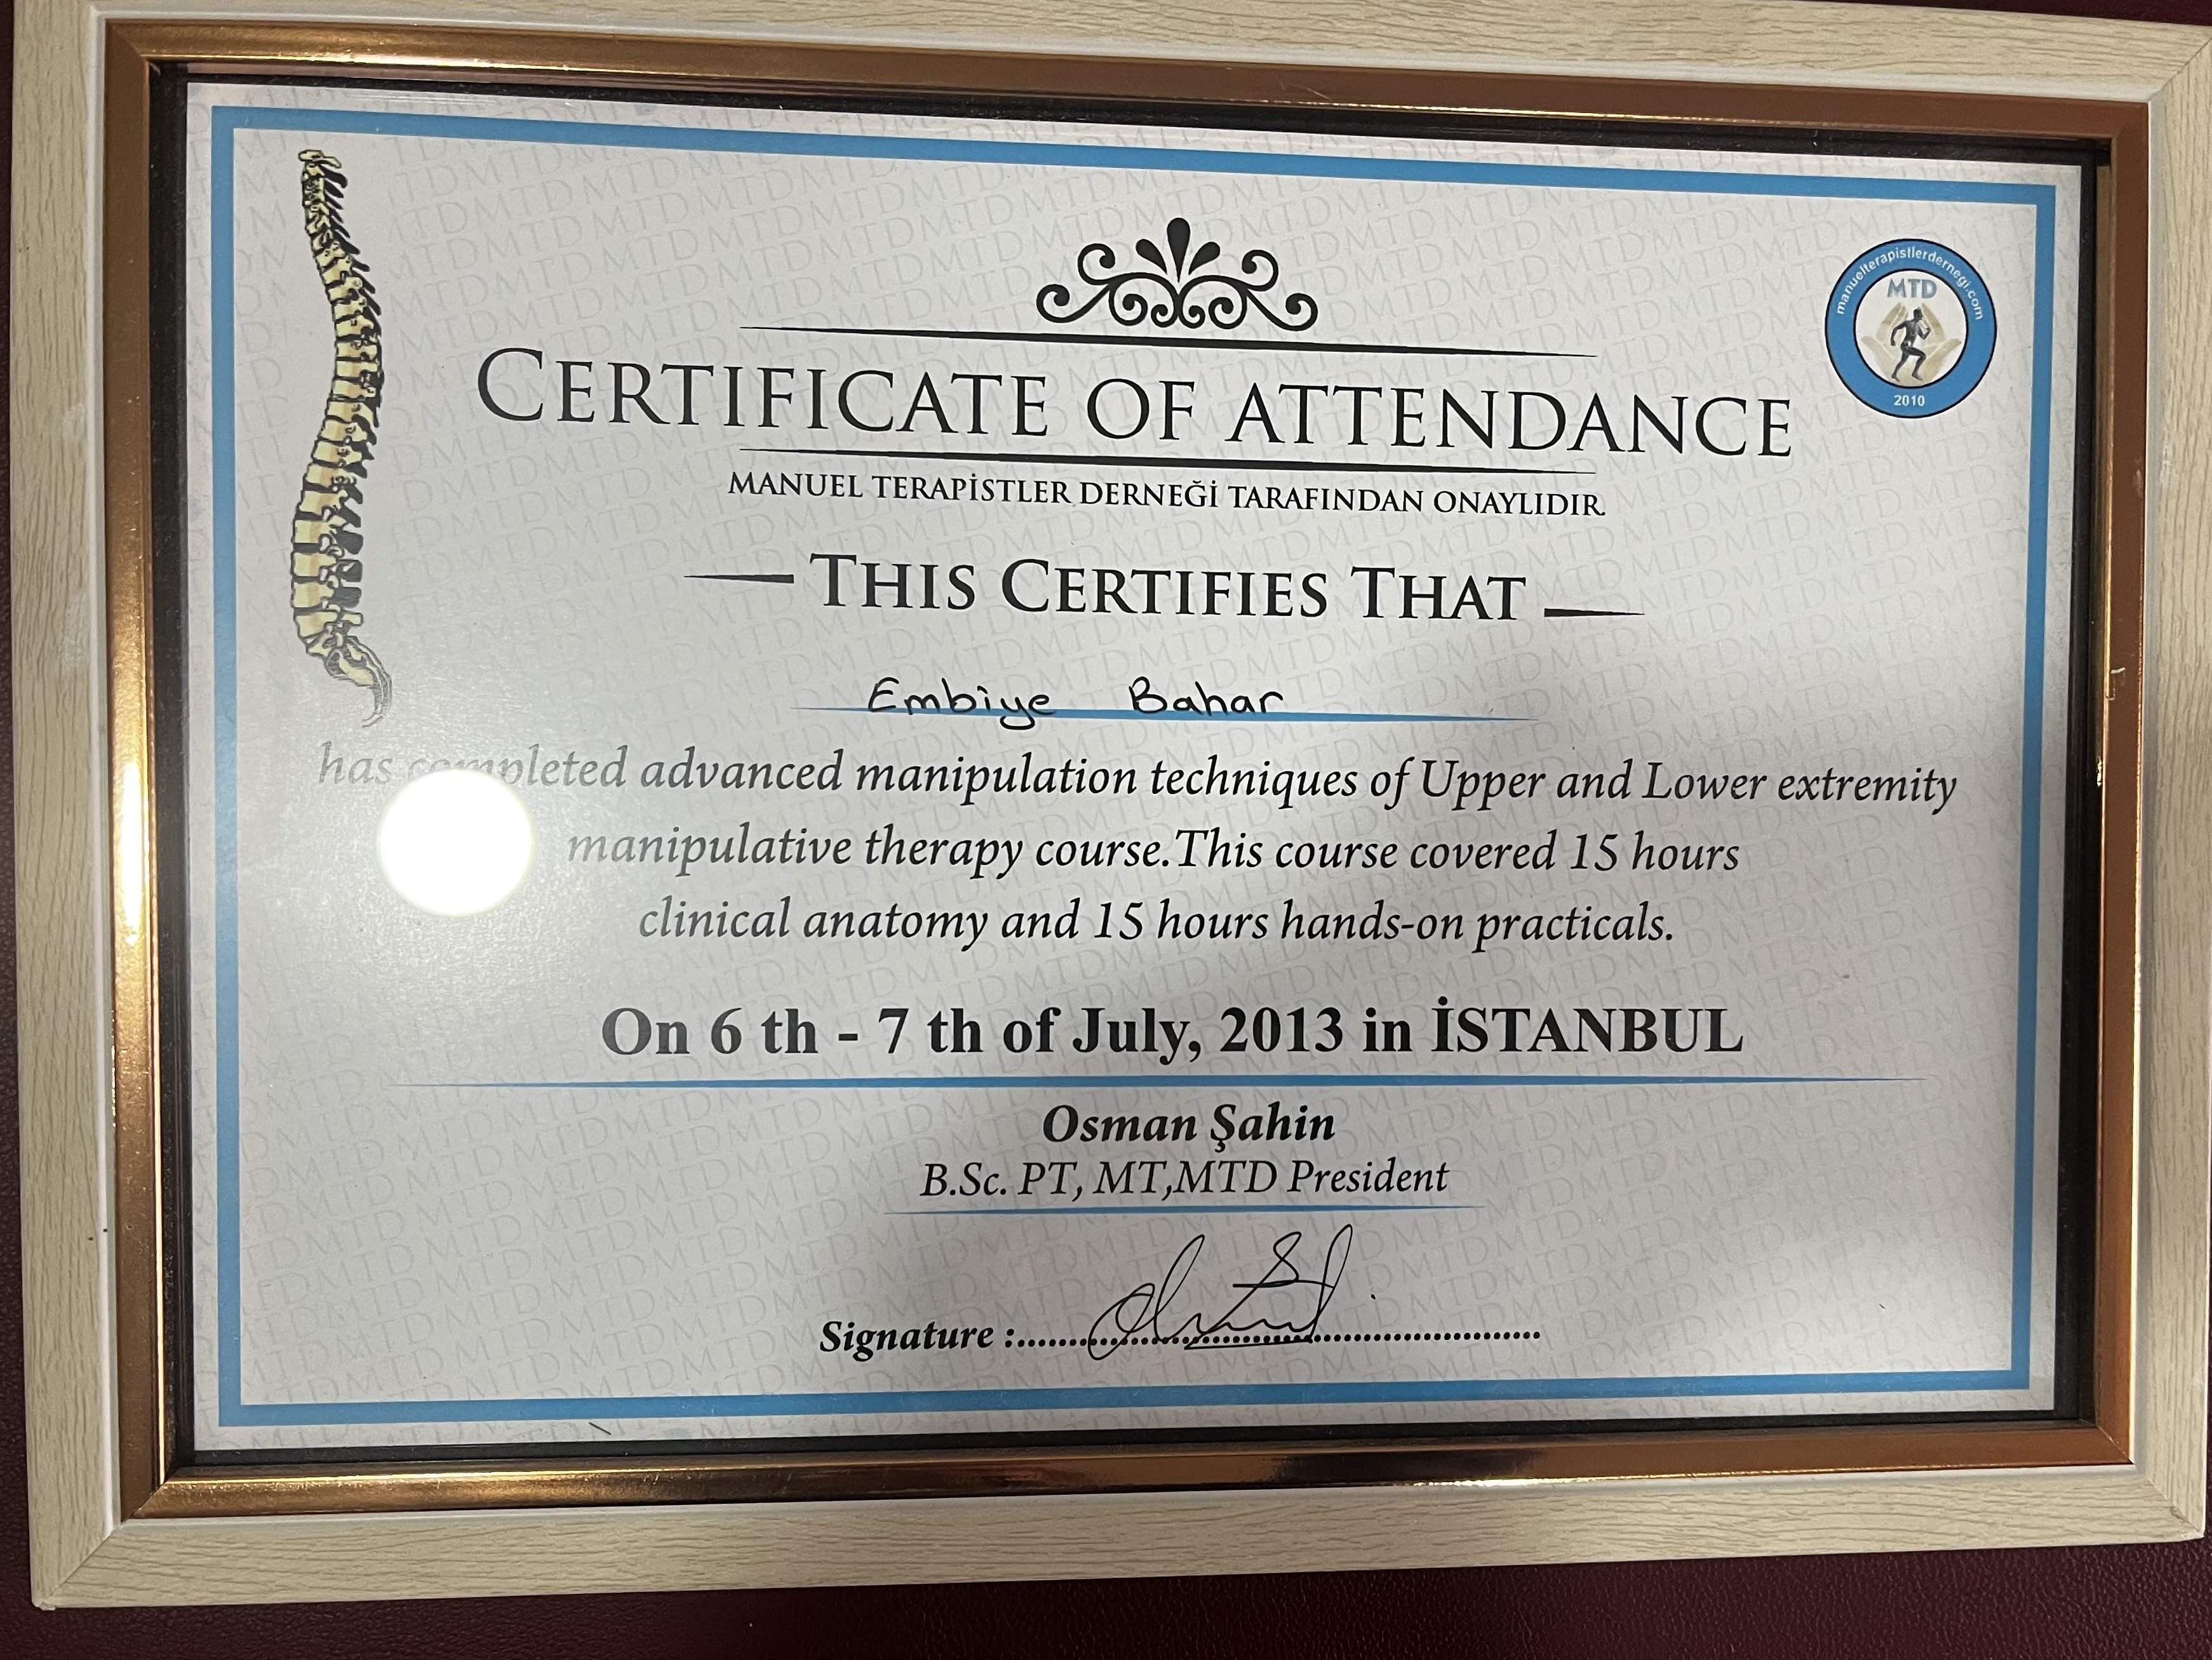 manuelterapistlerdernegi.com
MTD
2010
CERTIFICATE OF ATTENDANCE
MANUEL TERAPİSTLER DERNEĞİ TARAFINDAN ONAYLIDIR.
THIS CERTIFIES THAT
Embiye Bahar
has completed advanced manipulation techniques of Upper and Lower extremity
manipulative therapy course.This course covered 15 hours
clinical anatomy and 15 hours hands-on practicals.
On 6 th - 7 th of July, 2013 in İSTANBUL
Osman Şahin
B.Sc. PT, MT,MTD President
Signature :